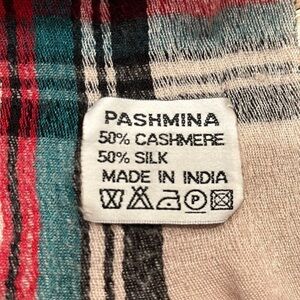 PASHMINA
50% CASHMERE
50% SILK
MADE IN INDIA
P